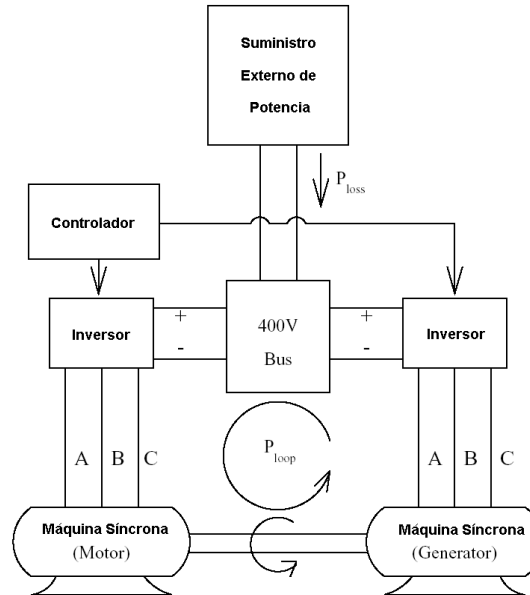 Suministro
Externo de
Potencia
P_loss
Controlador
Inversor
+
-
400V
Bus
+
-
Inversor
A B C
P_loop
A B C
Máquina Síncrona
(Motor)
Máquina Síncrona
(Generator)